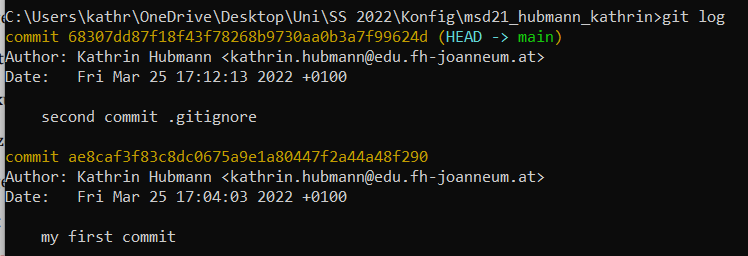 C:\Users\kathr\OneDrive\Desktop\Uni\SS 2022\Konfig\msd21_hubmann_kathrin>git log
commit 68307dd87f18f43f78268b9730aa0b3a7f99624d (HEAD -> main)
Author: Kathrin Hubmann <kathrin.hubmann@edu.fh-joanneum.at>
Date:   Fri Mar 25 17:12:13 2022 +0100
    second commit .gitignore
commit ae8caf3f83c8dc0675a9e1a80447f2a44a48f290
Author: Kathrin Hubmann <kathrin.hubmann@edu.fh-joanneum.at>
Date:   Fri Mar 25 17:04:03 2022 +0100
    my first commit